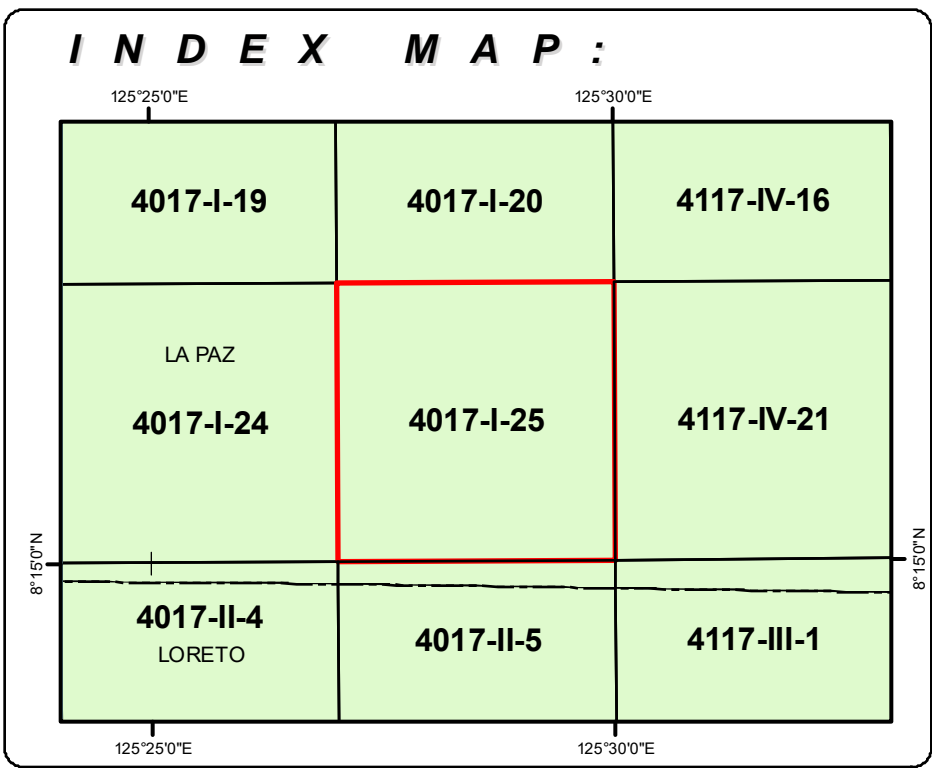 INDEX MAP:
125°25'0"E 125°30'0"E
4017-I-19 4017-I-20 4117-IV-16
LA PAZ
4017-I-24 4017-I-25 4117-IV-21
8°15'0"N 8°15'0"N
4017-II-4 4017-II-5 4117-III-1
LORETO
125°25'0"E 125°30'0"E